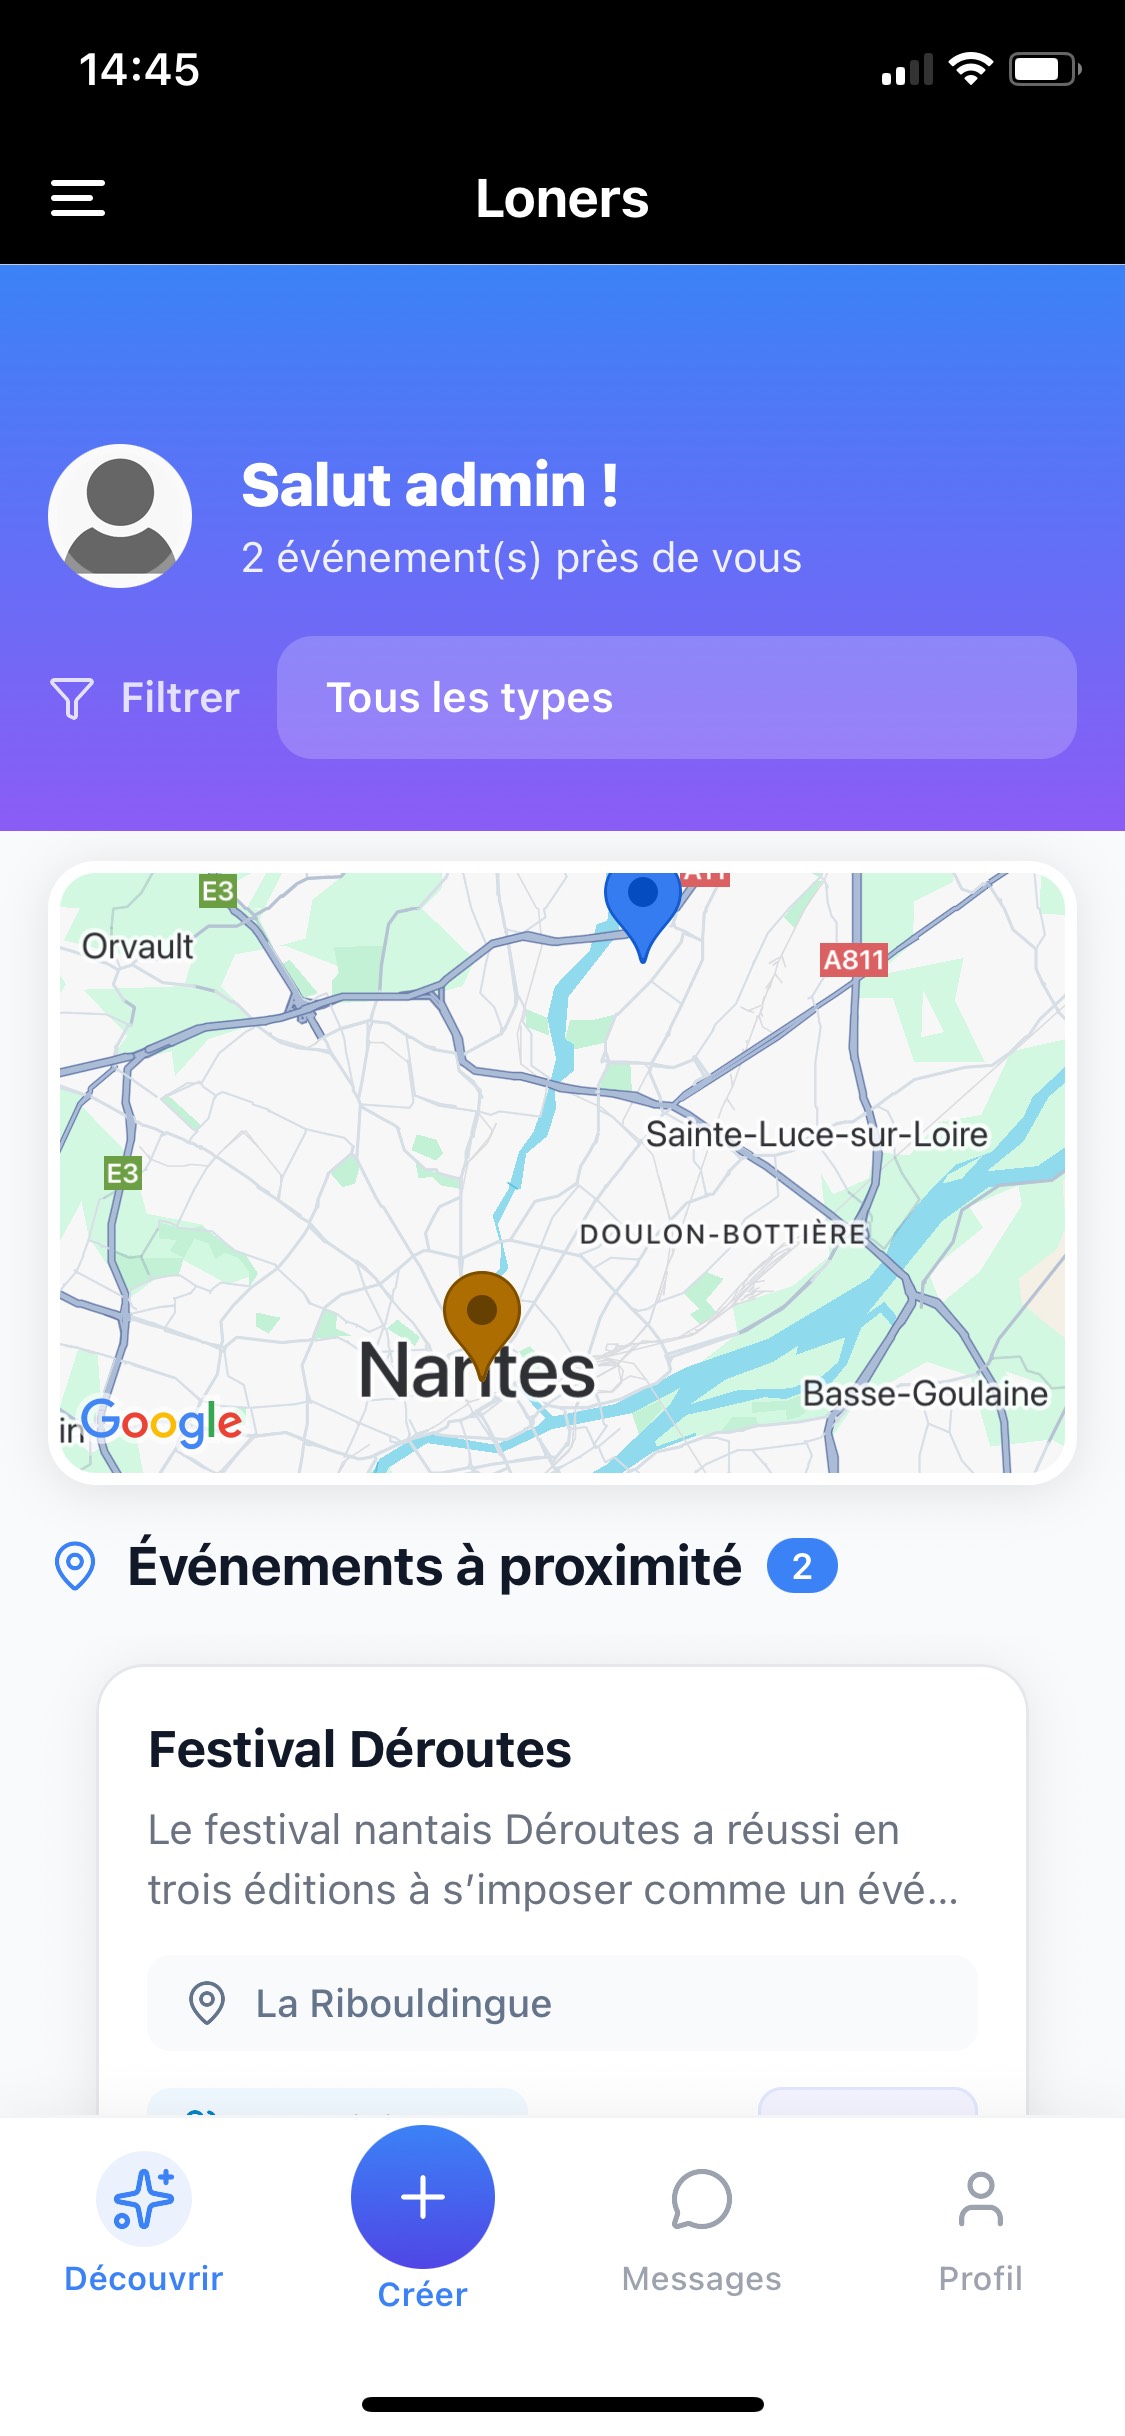 14:45
Loners
Salut admin !
2 événement(s) près de vous
Filtrer
Tous les types
E3
A11
Orvault
A811
Sainte-Luce-sur-Loire
E3
DOULON-BOTTIÈRE
Nantes
Basse-Goulaine
in
Google
Événements à proximité 2
Festival Déroutes
Le festival nantais Déroutes a réussi en
trois éditions à s’imposer comme un évé...
La Ribouldingue
Découvrir
Créer
Messages
Profil